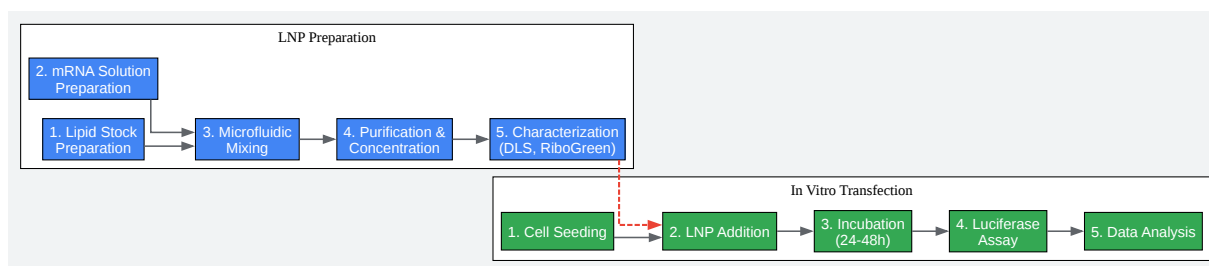 LNP Preparation
2. mRNA Solution
Preparation
1. Lipid Stock
Preparation
3. Microfluidic
Mixing
4. Purification &
Concentration
5. Characterization
(DLS, RiboGreen)
In Vitro Transfection
1. Cell Seeding
2. LNP Addition
3. Incubation
(24-48h)
4. Luciferase
Assay
5. Data Analysis